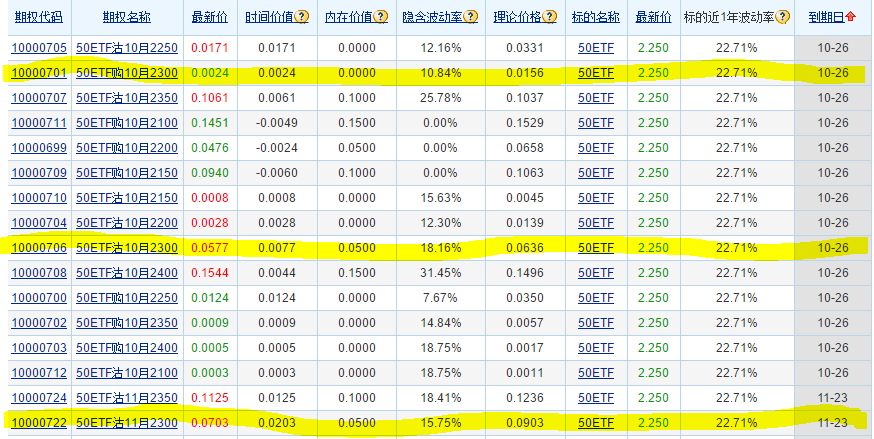 期权代码 期权名称 最新价 时间价值? 内在价值? 隐含波动率? 理论价格? 标的名称 最新价 标的近1年波动率? 到期日
10000705 50ETF沽10月2250 0.0171 0.0171 0.0000 12.16% 0.0331 50ETF 2.250 22.71% 10-26
10000701 50ETF购10月2300 0.0024 0.0024 0.0000 10.84% 0.0156 50ETF 2.250 22.71% 10-26
10000707 50ETF沽10月2350 0.1061 0.0061 0.1000 25.78% 0.1037 50ETF 2.250 22.71% 10-26
10000711 50ETF购10月2100 0.1451 -0.0049 0.1500 0.00% 0.1529 50ETF 2.250 22.71% 10-26
10000699 50ETF购10月2200 0.0476 -0.0024 0.0500 0.00% 0.0658 50ETF 2.250 22.71% 10-26
10000709 50ETF购10月2150 0.0940 -0.0060 0.1000 0.00% 0.1063 50ETF 2.250 22.71% 10-26
10000710 50ETF沽10月2150 0.0008 0.0008 0.0000 15.63% 0.0045 50ETF 2.250 22.71% 10-26
10000704 50ETF沽10月2200 0.0028 0.0028 0.0000 12.30% 0.0139 50ETF 2.250 22.71% 10-26
10000706 50ETF沽10月2300 0.0577 0.0077 0.0500 18.16% 0.0636 50ETF 2.250 22.71% 10-26
10000708 50ETF沽10月2400 0.1544 0.0044 0.1500 31.45% 0.1496 50ETF 2.250 22.71% 10-26
10000700 50ETF购10月2250 0.0124 0.0124 0.0000 7.67% 0.0350 50ETF 2.250 22.71% 10-26
10000702 50ETF购10月2350 0.0009 0.0009 0.0000 14.84% 0.0057 50ETF 2.250 22.71% 10-26
10000703 50ETF购10月2400 0.0005 0.0005 0.0000 18.75% 0.0017 50ETF 2.250 22.71% 10-26
10000712 50ETF沽10月2100 0.0003 0.0003 0.0000 18.75% 0.0011 50ETF 2.250 22.71% 10-26
10000724 50ETF沽11月2350 0.1125 0.0125 0.1000 18.41% 0.1236 50ETF 2.250 22.71% 11-23
10000722 50ETF沽11月2300 0.0703 0.0203 0.0500 15.75% 0.0903 50ETF 2.250 22.71% 11-23